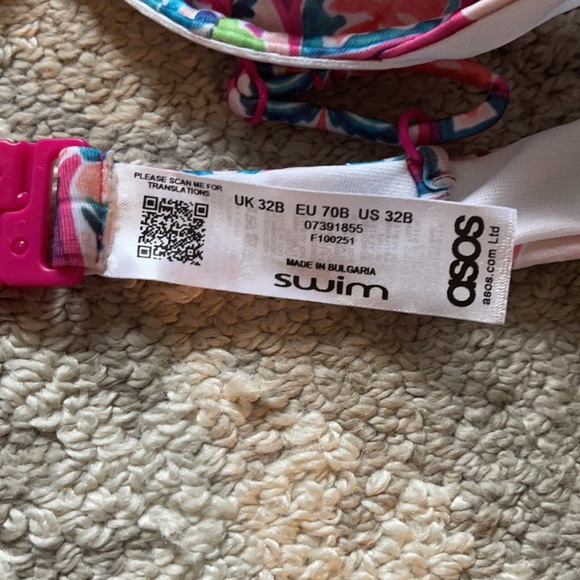 PLEASE SCAN ME FOR
TRANSLATIONS
UK 32B EU 70B US 32B
07391855
F100251
MADE IN BULGARIA
swim
asos
asos.com Ltd